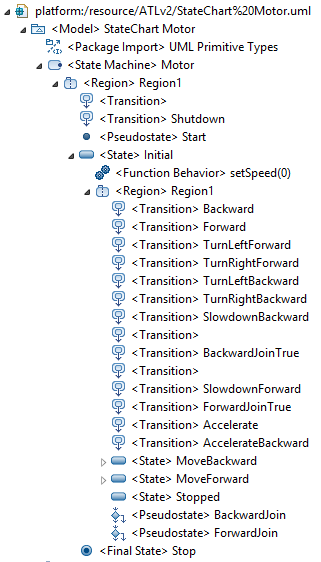 platform:/resource/ATLv2/StateChart%20Motor.uml
<Model> StateChart Motor
<Package Import> UML Primitive Types
<State Machine> Motor
<Region> Region1
<Transition>
<Transition> Shutdown
<Pseudostate> Start
<State> Initial
<Function Behavior> setSpeed(0)
<Region> Region1
<Transition> Backward
<Transition> Forward
<Transition> TurnLeftForward
<Transition> TurnRightForward
<Transition> TurnLeftBackward
<Transition> TurnRightBackward
<Transition> SlowdownBackward
<Transition>
<Transition> BackwardJoinTrue
<Transition>
<Transition> SlowdownForward
<Transition> ForwardJoinTrue
<Transition> Accelerate
<Transition> AccelerateBackward
<State> MoveBackward
<State> MoveForward
<State> Stopped
<Pseudostate> BackwardJoin
<Pseudostate> ForwardJoin
<Final State> Stop